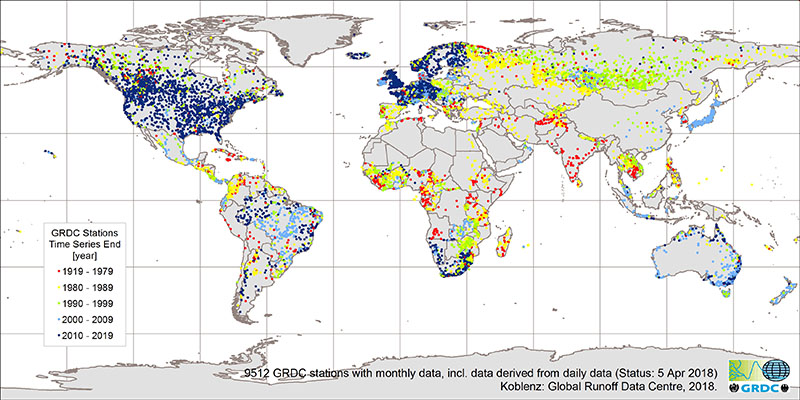 GRDC Stations
Time Series End
[year]
1919 - 1979
1980 - 1989
1990 - 1999
2000 - 2009
2010 - 2019
9512 GRDC stations with monthly data, incl. data derived from daily data (Status: 5 Apr 2018)
Koblenz: Global Runoff Data Centre, 2018.
GRDC